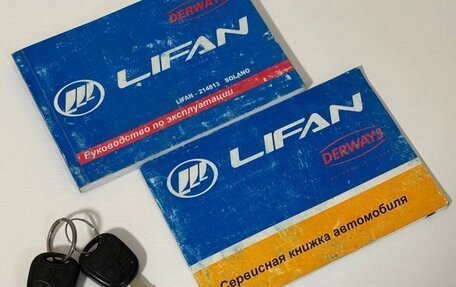 DERWAYS
LIFAN
LIFAN - 214813 SOLANO
Руководство по эксплуатации
LIFAN
DERWAYS
Сервисная книжка автомобиля